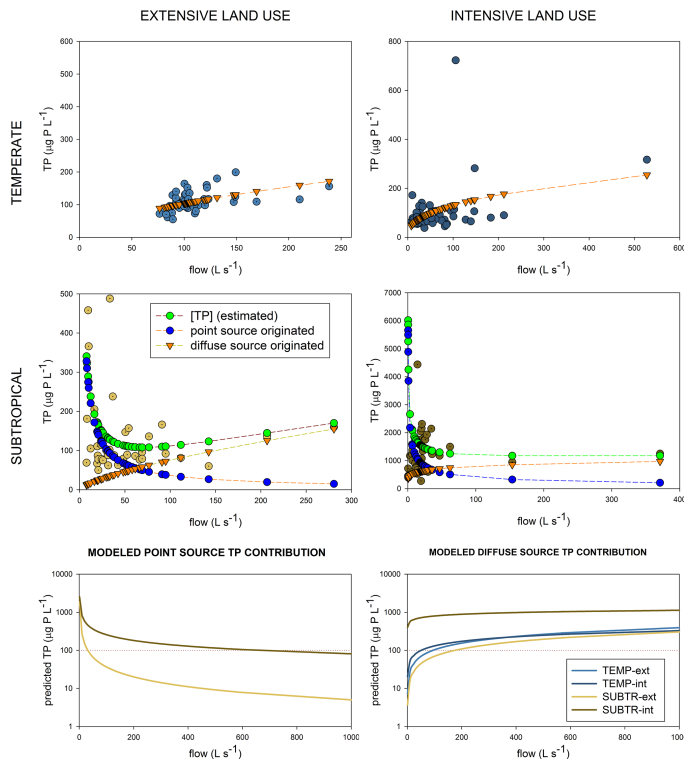 EXTENSIVE LAND USE
INTENSIVE LAND USE
TEMPERATE
TP (µg P L⁻¹)
600
500
400
300
200
100
0
0 50 100 150 200 250
flow (L s⁻¹)
TP (µg P L⁻¹)
800
600
400
200
0
0 100 200 300 400 500 600
flow (L s⁻¹)
SUBTROPICAL
TP (µg P L⁻¹)
500
400
300
200
100
0
[TP] (estimated)
point source originated
diffuse source originated
0 50 100 150 200 250 300
flow (L s⁻¹)
TP (µg P L⁻¹)
7000
6000
5000
4000
3000
2000
1000
0
0 100 200 300 400
flow (L s⁻¹)
MODELED POINT SOURCE TP CONTRIBUTION
predicted TP (µg P L⁻¹)
10000
1000
100
10
1
0 200 400 600 800 1000
flow (L s⁻¹)
MODELED DIFFUSE SOURCE TP CONTRIBUTION
predicted TP (µg P L⁻¹)
10000
1000
100
10
1
TEMP-ext
TEMP-int
SUBTR-ext
SUBTR-int
0 200 400 600 800 1000
flow (L s⁻¹)